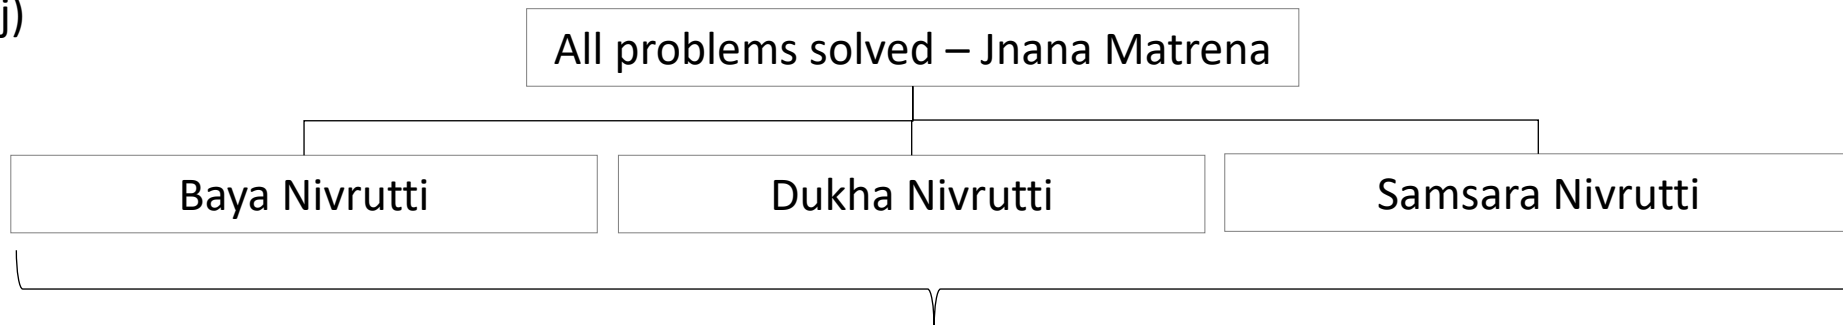 j)
All problems solved – Jnana Matrena
Baya Nivrutti
Dukha Nivrutti
Samsara Nivrutti